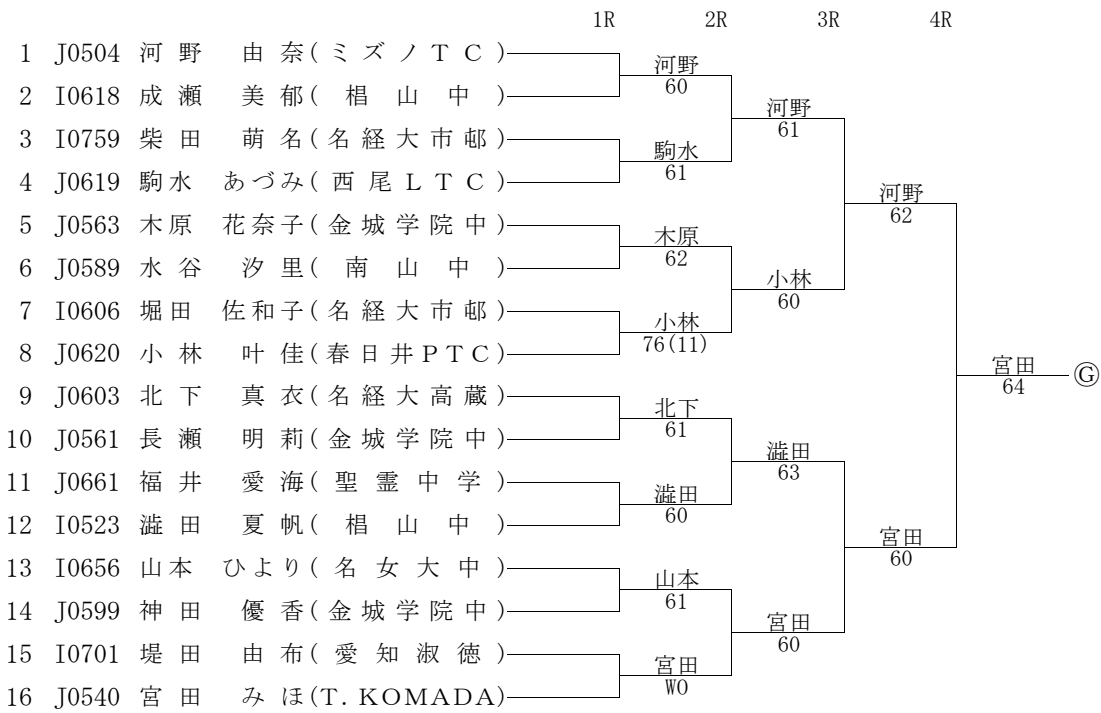 1R 2R 3R 4R
1 J0504 河野 由奈(ミズノTC)
河野
60
2 I0618 成瀬 美郁(椙山中)
河野
61
3 I0759 柴田 萌名(名経大市邨)
駒水
61
4 J0619 駒水 あづみ(西尾LTC)
河野
62
5 J0563 木原 花奈子(金城学院中)
木原
62
6 J0589 水谷 汐里(南山中)
小林
60
7 I0606 堀田 佐和子(名経大市邨)
小林
76(11)
8 J0620 小林 叶佳(春日井PTC)
宮田
64
Ⓖ
9 J0603 北下 真衣(名経大高蔵)
北下
61
10 J0561 長瀬 明莉(金城学院中)
澁田
63
11 J0661 福井 愛海(聖霊中学)
澁田
60
12 I0523 澁田 夏帆(椙山中)
宮田
60
13 I0656 山本 ひより(名女大中)
山本
61
14 J0599 神田 優香(金城学院中)
宮田
60
15 I0701 堤田 由布(愛知淑徳)
宮田
WO
16 J0540 宮田 みほ(T.KOMADA)